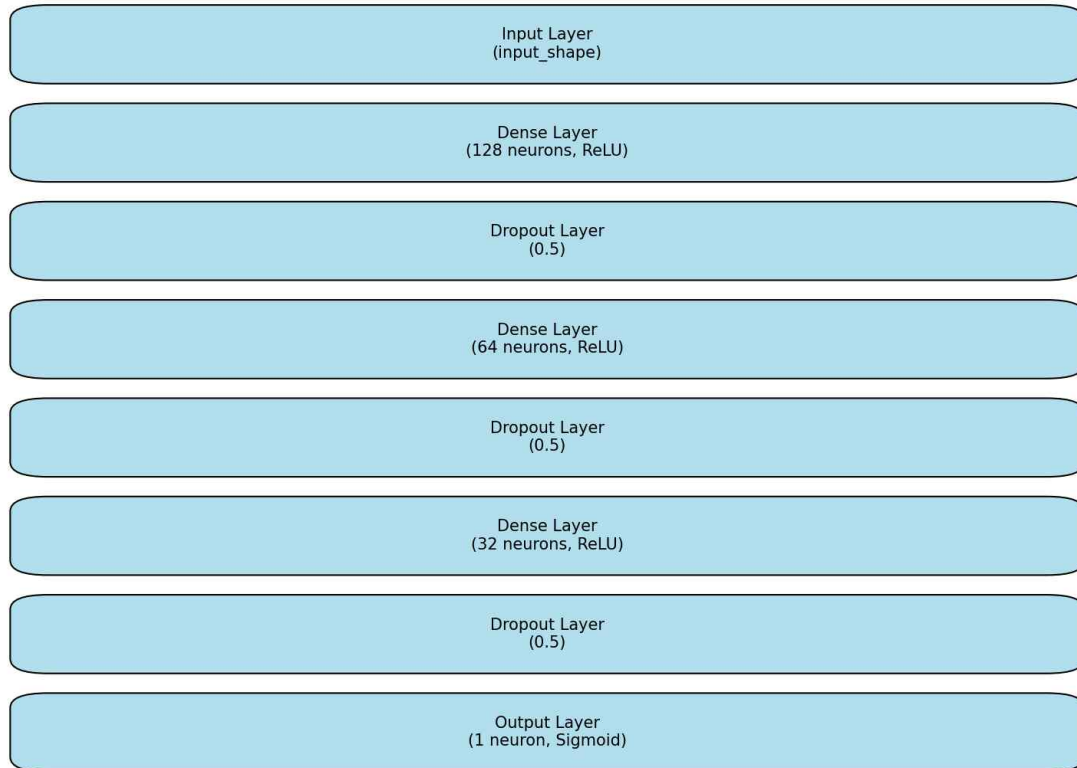 Input Layer
(input_shape)
Dense Layer
(128 neurons, ReLU)
Dropout Layer
(0.5)
Dense Layer
(64 neurons, ReLU)
Dropout Layer
(0.5)
Dense Layer
(32 neurons, ReLU)
Dropout Layer
(0.5)
Output Layer
(1 neuron, Sigmoid)